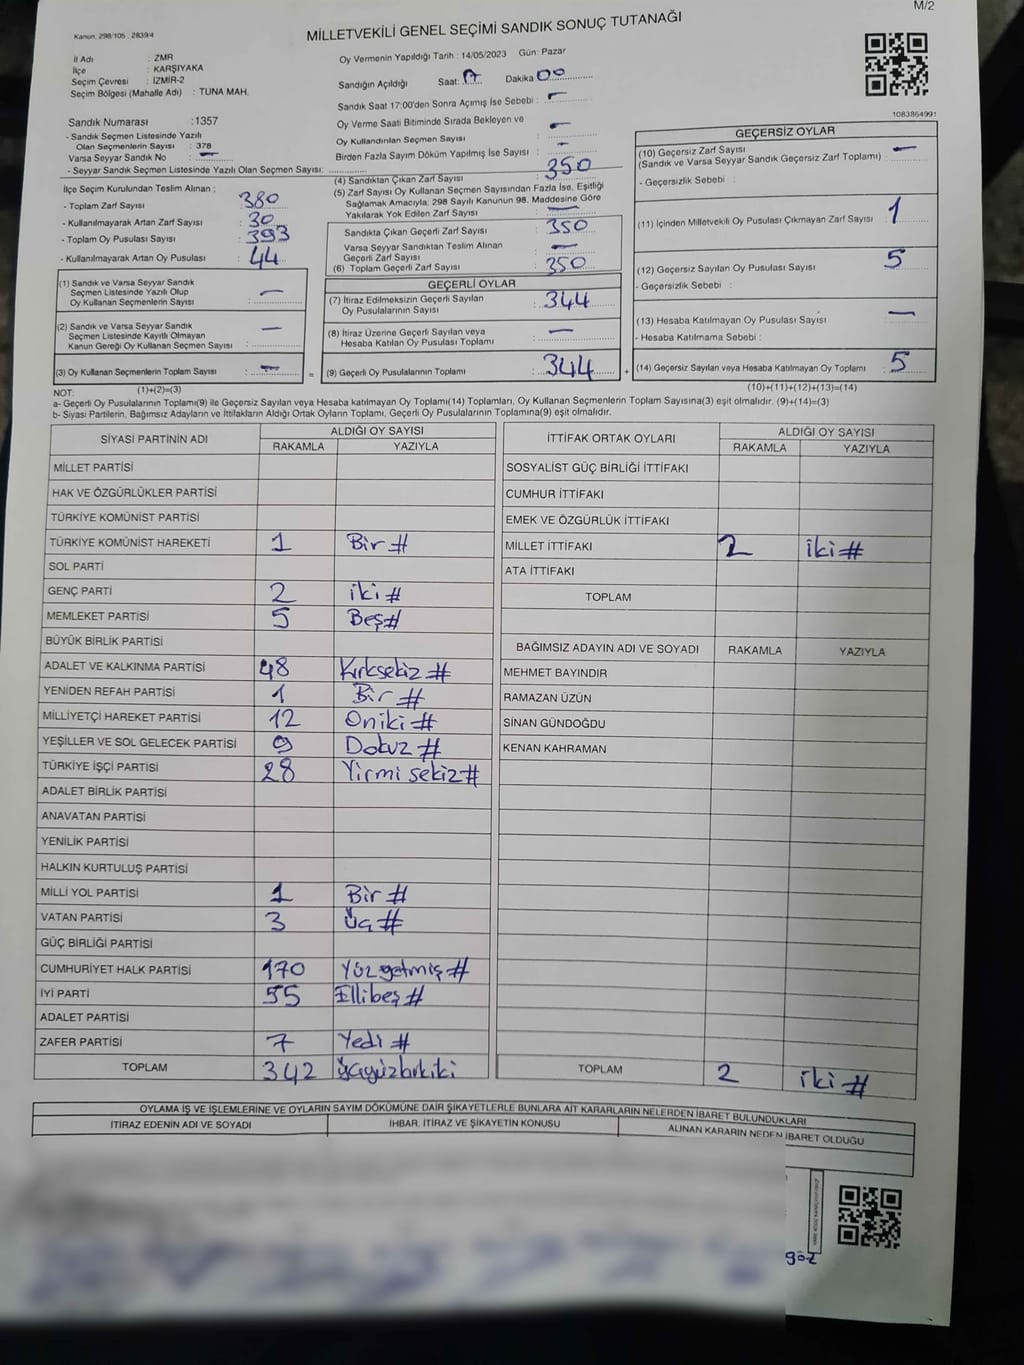 M/2
Kanun: 298/105 , 2839/4
MİLLETVEKİLİ GENEL SEÇİMİ SANDIK SONUÇ TUTANAĞI
İl Adı : ZMR
İlçe : KARŞIYAKA
Seçim Çevresi : İZMİR-2
Seçim Bölgesi (Mahalle Adı) : TUNA MAH.
Sandık Numarası :1357
- Sandık Seçmen Listesinde Yazılı
Olan Seçmenlerin Sayısı : 378
Varsa Seyyar Sandık No : —
- Seyyar Sandık Seçmen Listesinde Yazılı Olan Seçmen Sayısı:
Oy Vermenin Yapıldığı Tarih : 14/05/2023 Gün: Pazar
Sandığın Açıldığı Saat: 17 Dakika 00
Sandık Saat 17:00'den Sonra Açımış İse Sebebi : —
Oy Verme Saati Bitiminde Sırada Bekleyen ve
Oy Kullandırılan Seçmen Sayısı : —
Birden Fazla Sayım Döküm Yapılmış İse Sayısı : —
1083864991
İlçe Seçim Kurulundan Teslim Alınan ;
- Toplam Zarf Sayısı : 380
- Kullanılmayarak Artan Zarf Sayısı : 30
- Toplam Oy Pusulası Sayısı : 393
- Kullanılmayarak Artan Oy Pusulası : 44
(4) Sandıktan Çıkan Zarf Sayısı : 350
(5) Zarf Sayısı Oy Kullanan Seçmen Sayısından Fazla İse, Eşitliği
Sağlamak Amacıyla; 298 Sayılı Kanunun 98. Maddesine Göre
Yakılarak Yok Edilen Zarf Sayısı : —
Sandıkta Çıkan Geçerli Zarf Sayısı : 350
Varsa Seyyar Sandıktan Teslim Alınan
Geçerli Zarf Sayısı : —
(6) Toplam Geçerli Zarf Sayısı : 350
GEÇERSİZ OYLAR
(10) Geçersiz Zarf Sayısı
(Sandık ve Varsa Seyyar Sandık Geçersiz Zarf Toplamı) : —
- Geçersizlik Sebebi :
(11) İçinden Milletvekili Oy Pusulası Çıkmayan Zarf Sayısı : 1
(12) Geçersiz Sayılan Oy Pusulası Sayısı : 5
- Geçersizlik Sebebi :
(13) Hesaba Katılmayan Oy Pusulası Sayısı : —
- Hesaba Katılmama Sebebi :
(14) Geçersiz Sayılan veya Hesaba Katılmayan Oy Toplamı : 5
(10)+(11)+(12)+(13)=(14)
(1) Sandık ve Varsa Seyyar Sandık
Seçmen Listesinde Yazılı Olup
Oy Kullanan Seçmenlerin Sayısı : —
(2) Sandık ve Varsa Seyyar Sandık
Seçmen Listesinde Kayıtlı Olmayan
Kanun Gereği Oy Kullanan Seçmen Sayısı : —
(3) Oy Kullanan Seçmenlerin Toplam Sayısı : — =
GEÇERLİ OYLAR
(7) İtiraz Edilmeksizin Geçerli Sayılan
Oy Pusulalarının Sayısı : 344
(8) İtiraz Üzerine Geçerli Sayılan veya
Hesaba Katılan Oy Pusulası Toplamı : —
(9) Geçerli Oy Pusulalarının Toplamı : 344 +
NOT: (1)+(2)=(3)
a- Geçerli Oy Pusulalarının Toplamı(9) ile Geçersiz Sayılan veya Hesaba katılmayan Oy Toplamı(14) Toplamları, Oy Kullanan Seçmenlerin Toplam Sayısına(3) eşit olmalıdır. (9)+(14)=(3)
b- Siyasi Partilerin, Bağımsız Adayların ve İttifakların Aldığı Ortak Oyların Toplamı, Geçerli Oy Pusulalarının Toplamına(9) eşit olmalıdır.
SİYASİ PARTİNİN ADI ALDIĞI OY SAYISI
RAKAMLA YAZIYLA
MİLLET PARTİSİ
HAK VE ÖZGÜRLÜKLER PARTİSİ
TÜRKİYE KOMÜNİST PARTİSİ
TÜRKİYE KOMÜNİST HAREKETİ 1 Bir #
SOL PARTİ
GENÇ PARTİ 2 iki #
MEMLEKET PARTİSİ 5 Beş#
BÜYÜK BİRLİK PARTİSİ
ADALET VE KALKINMA PARTİSİ 48 Kırksekiz #
YENİDEN REFAH PARTİSİ 1 Bir #
MİLLİYETÇİ HAREKET PARTİSİ 12 Oniki #
YEŞİLLER VE SOL GELECEK PARTİSİ 9 Dokuz #
TÜRKİYE İŞÇİ PARTİSİ 28 Yirmi sekiz #
ADALET BİRLİK PARTİSİ
ANAVATAN PARTİSİ
YENİLİK PARTİSİ
HALKIN KURTULUŞ PARTİSİ
MİLLİ YOL PARTİSİ 1 Bir #
VATAN PARTİSİ 3 Üç #
GÜÇ BİRLİĞİ PARTİSİ
CUMHURİYET HALK PARTİSİ 170 Yüzyetmiş #
İYİ PARTİ 55 Ellibeş #
ADALET PARTİSİ
ZAFER PARTİSİ 7 Yedi #
TOPLAM 342 üçyüzkırkiki
İTTİFAK ORTAK OYLARI ALDIĞI OY SAYISI
RAKAMLA YAZIYLA
SOSYALİST GÜÇ BİRLİĞİ İTTİFAKI
CUMHUR İTTİFAKI
EMEK VE ÖZGÜRLÜK İTTİFAKI
MİLLET İTTİFAKI 2 iki #
ATA İTTİFAKI
TOPLAM
BAĞIMSIZ ADAYIN ADI VE SOYADI RAKAMLA YAZIYLA
MEHMET BAYINDIR
RAMAZAN ÜZÜN
SİNAN GÜNDOĞDU
KENAN KAHRAMAN
TOPLAM 2 iki #
OYLAMA İŞ VE İŞLEMLERİNE VE OYLARIN SAYIM DÖKÜMÜNE DAİR ŞİKAYETLERLE BUNLARA AİT KARARLARIN NELERDEN İBARET BULUNDUKLARI
İTİRAZ EDENİN ADI VE SOYADI İHBAR, İTİRAZ VE ŞİKAYETİN KONUSU ALINAN KARARIN NEDEN İBARET OLDUĞU
göz